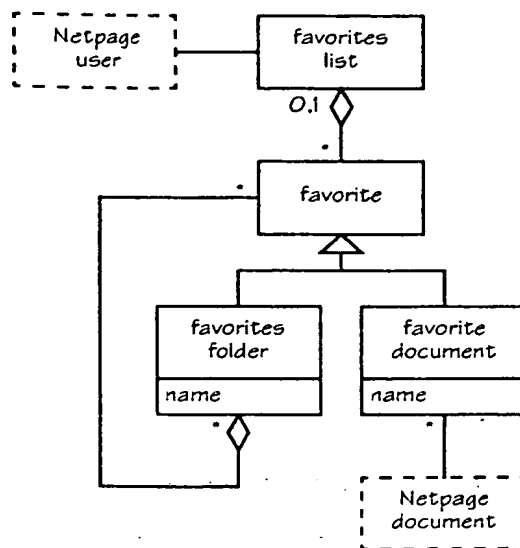 Netpage
user
favorites
list
0.1
*
*
favorite
favorites
folder
favorite
document
name
name
*
*
Netpage
document